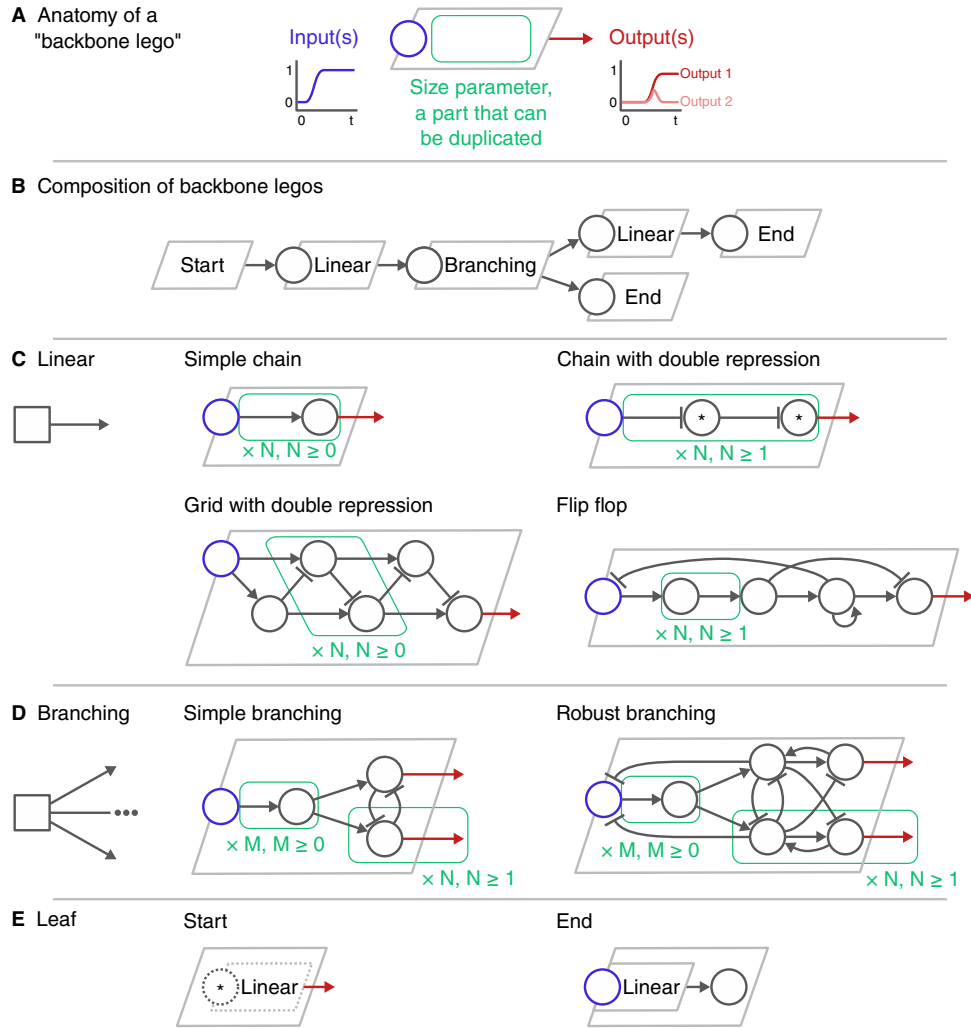 A Anatomy of a
"backbone lego"
Input(s)
Output(s)
1
0
0
t
Size parameter,
a part that can
be duplicated
1
0
0
t
Output 1
Output 2
B Composition of backbone legos
Start
Linear
Branching
Linear
End
End
C Linear
Simple chain
Chain with double repression
× N, N ≥ 0
* *
× N, N ≥ 1
Grid with double repression
Flip flop
× N, N ≥ 0
× N, N ≥ 1
D Branching
Simple branching
Robust branching
× M, M ≥ 0
× N, N ≥ 1
× M, M ≥ 0
× N, N ≥ 1
E Leaf
Start
End
* Linear
Linear